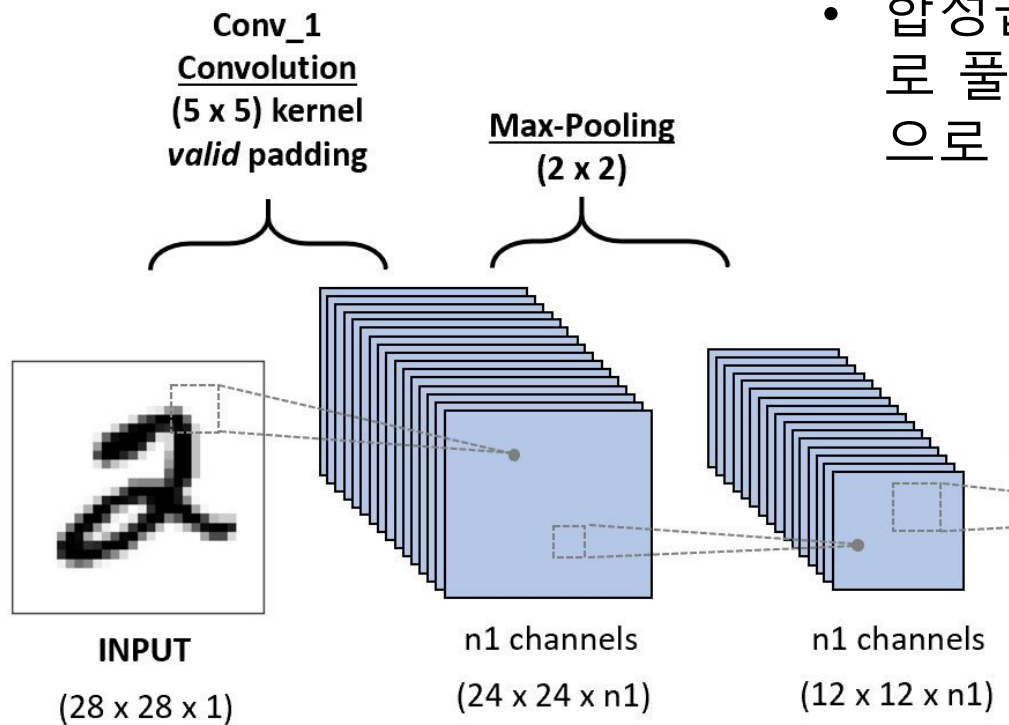 Conv_1
Convolution
(5 x 5) kernel
valid padding
Max-Pooling
(2 x 2)
로 풀
으로
INPUT
(28 x 28 x 1)
n1 channels
(24 x 24 x n1)
n1 channels
(12 x 12 x n1)